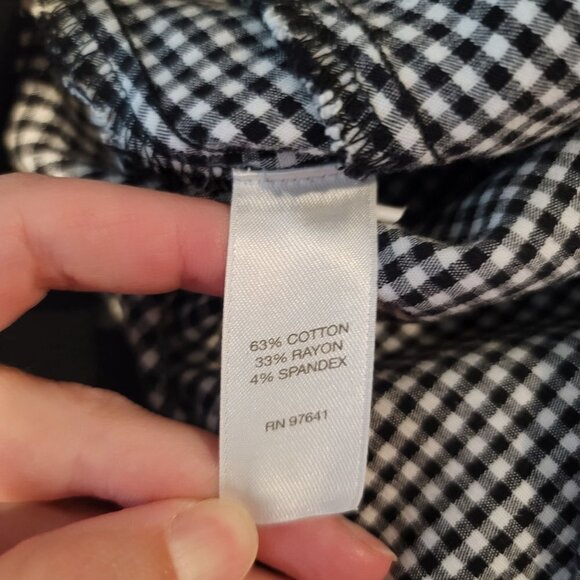 63% COTTON
33% RAYON
4% SPANDEX
RN 97641